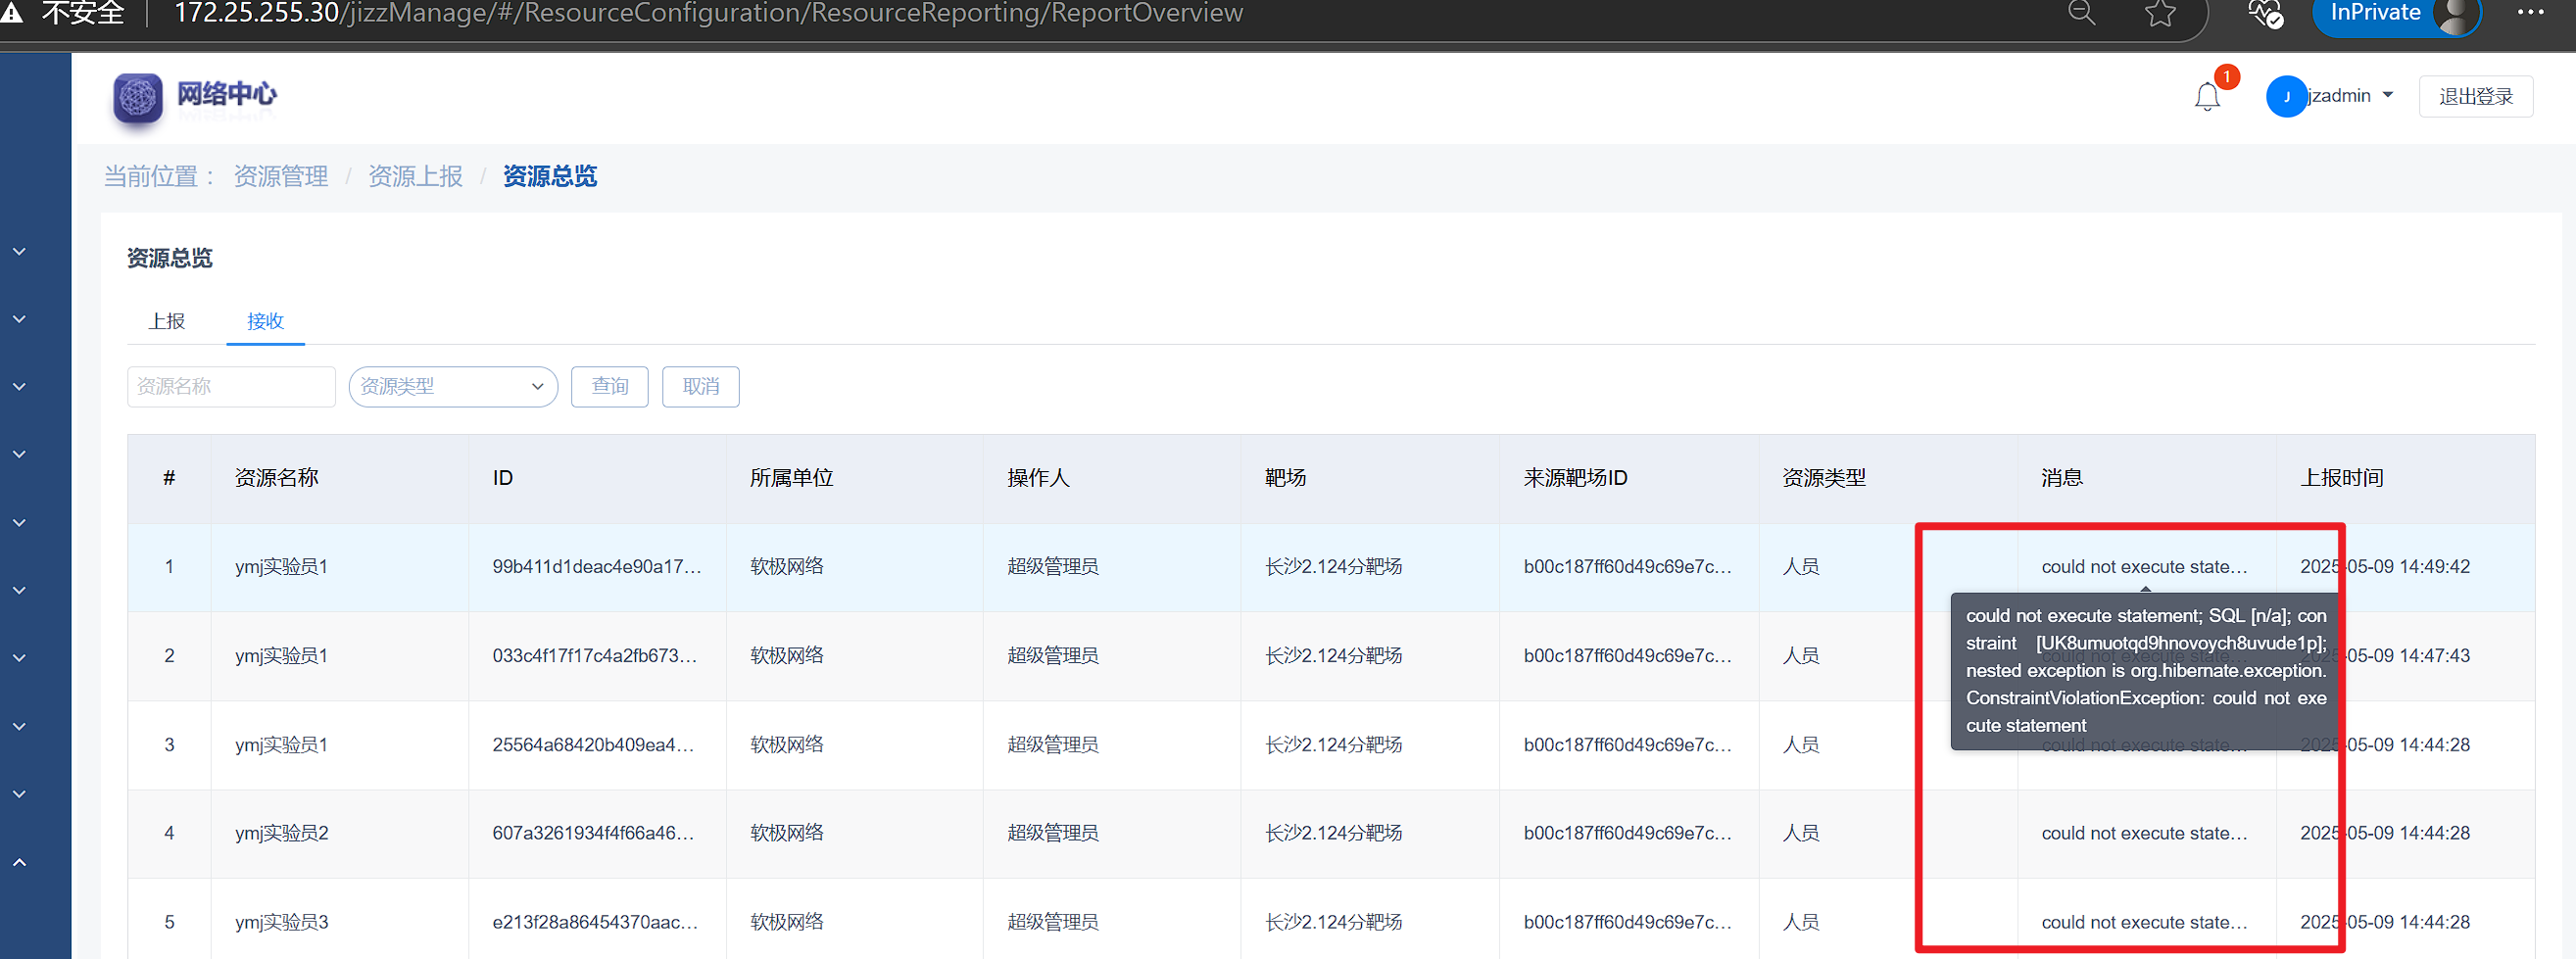 不安全 172.25.255.30/jizzManage/#/ResourceConfiguration/ResourceReporting/ReportOverview InPrivate
网络中心 1 J jzadmin 退出登录
当前位置： 资源管理 / 资源上报 / 资源总览
资源总览
上报 接收
资源名称 资源类型 查询 取消
# 资源名称 ID 所属单位 操作人 靶场 来源靶场ID 资源类型 消息 上报时间
1 ymj实验员1 99b411d1deac4e90a17... 软极网络 超级管理员 长沙2.124分靶场 b00c187ff60d49c69e7c... 人员 could not execute state... 2025-05-09 14:49:42
could not execute statement; SQL [n/a]; con
straint [UK8umuotqd9hnovoych8uvude1p];
nested exception is org.hibernate.exception.
ConstraintViolationException: could not exe
cute statement
2 ymj实验员1 033c4f17f17c4a2fb673... 软极网络 超级管理员 长沙2.124分靶场 b00c187ff60d49c69e7c... 人员 could not execute state... 2025-05-09 14:47:43
3 ymj实验员1 25564a68420b409ea4... 软极网络 超级管理员 长沙2.124分靶场 b00c187ff60d49c69e7c... 人员 could not execute state... 2025-05-09 14:44:28
4 ymj实验员2 607a3261934f4f66a46... 软极网络 超级管理员 长沙2.124分靶场 b00c187ff60d49c69e7c... 人员 could not execute state... 2025-05-09 14:44:28
5 ymj实验员3 e213f28a86454370aac... 软极网络 超级管理员 长沙2.124分靶场 b00c187ff60d49c69e7c... 人员 could not execute state... 2025-05-09 14:44:28